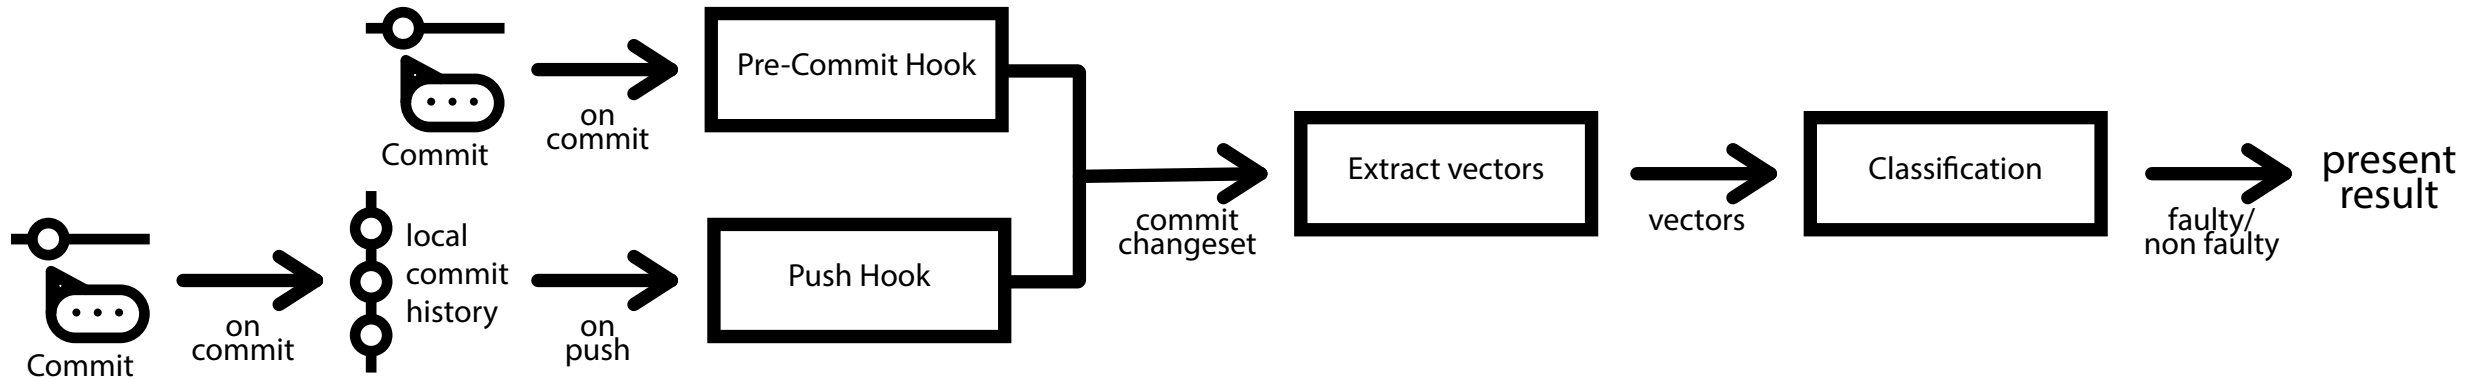 Commit
on
commit
Pre-Commit Hook
Commit
on
commit
local
commit
history
on
push
Push Hook
commit
changeset
Extract vectors
vectors
Classification
faulty/
non faulty
present
result